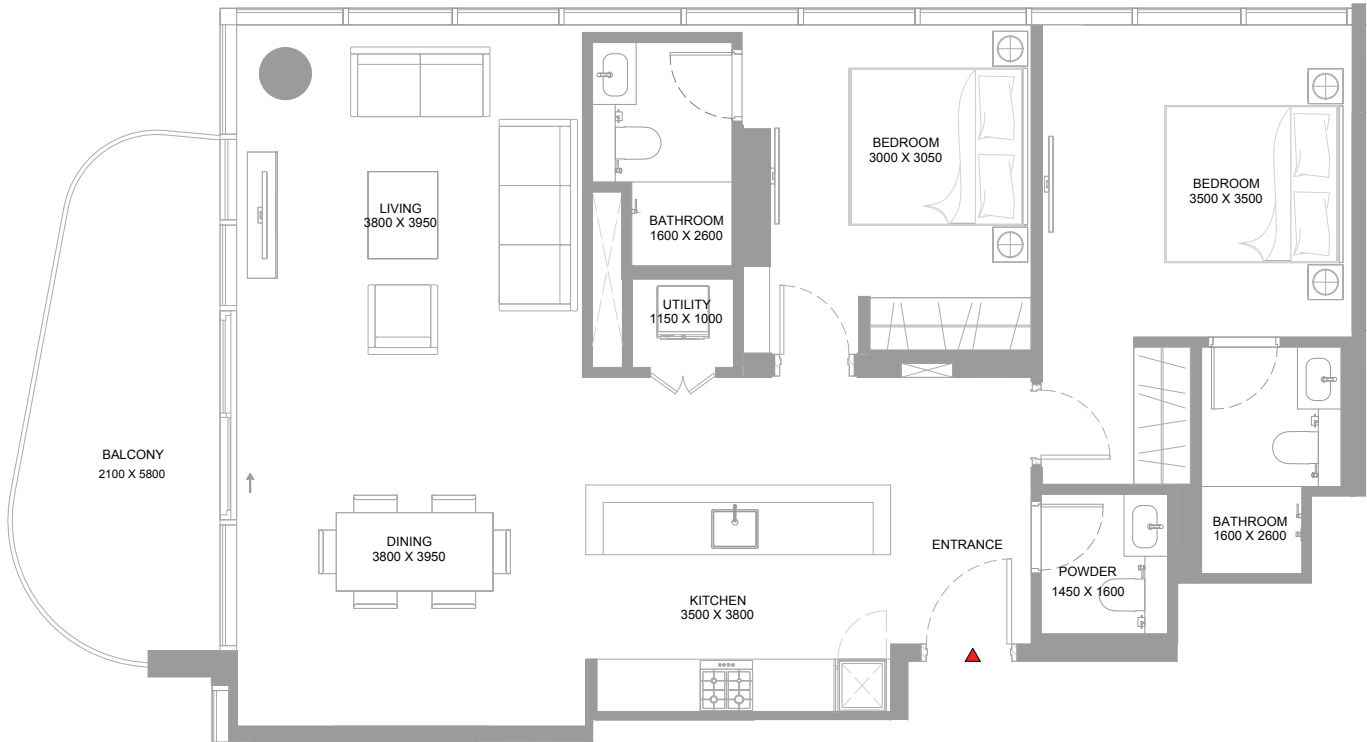 BEDROOM
3000 X 3050
BEDROOM
3500 X 3500
LIVING
3800 X 3950
BATHROOM
1600 X 2600
UTILITY
1150 X 1000
BALCONY
2100 X 5800
DINING
3800 X 3950
ENTRANCE
KITCHEN
3500 X 3800
POWDER
1450 X 1600
BATHROOM
1600 X 2600